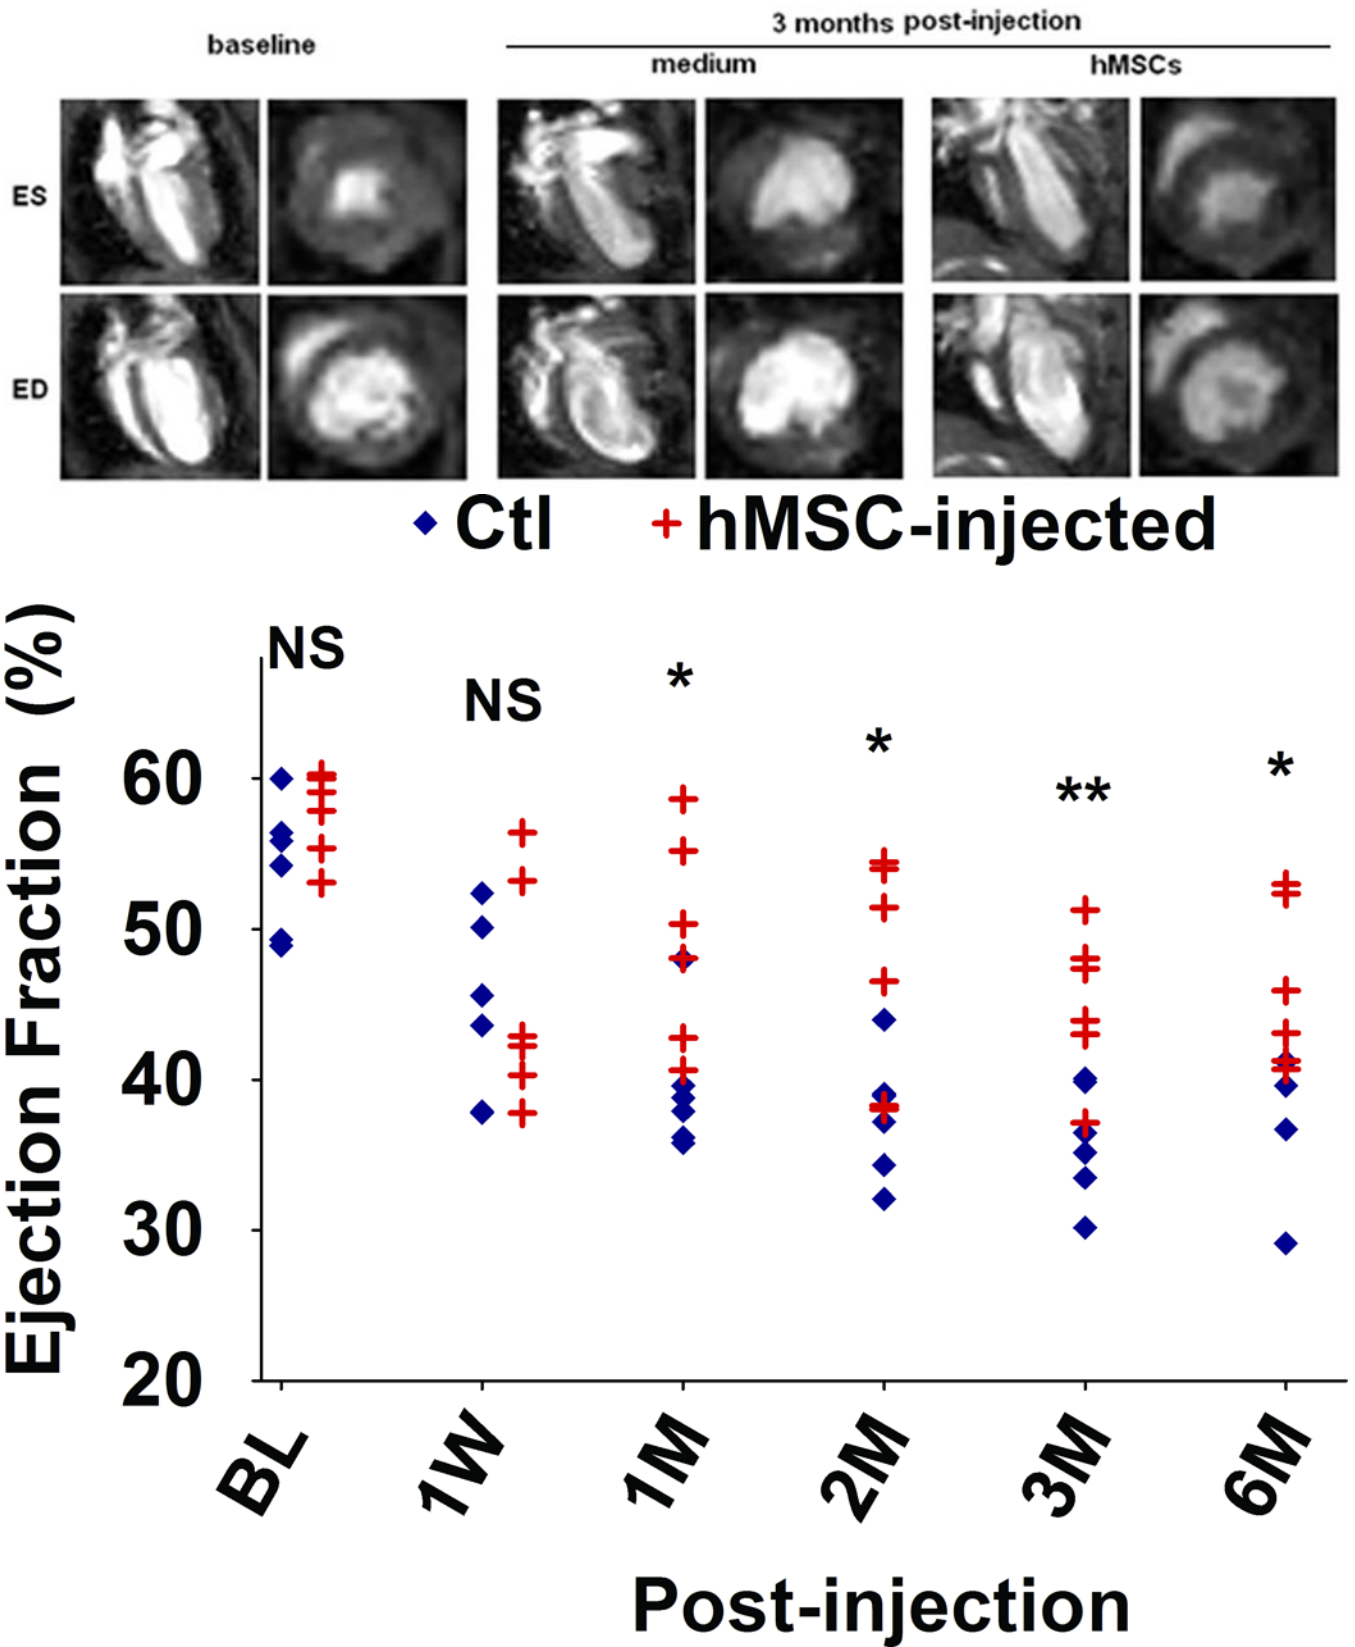 3 months post-injection
baseline
medium
hMSCs
ES
ED
Ctl
hMSC-injected
Ejection Fraction (%)
NS
NS
*
*
**
*
60
50
40
30
20
BL
1W
1M
2M
3M
6M
Post-injection